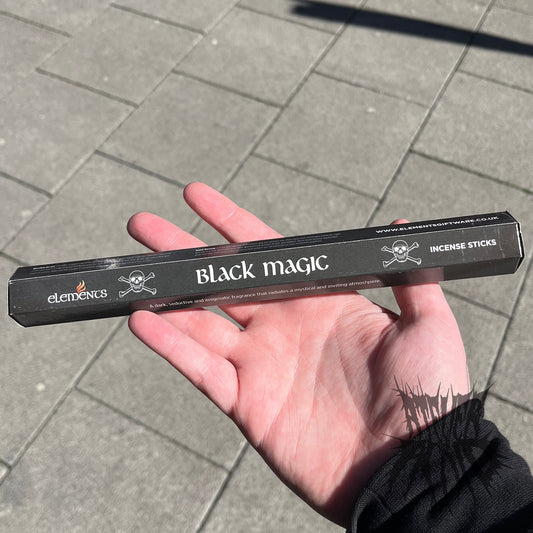 WWW.ELEMENTSGIFTWARE.CO.UK
elements
BLACK MAGIC
INCENSE STICKS
A dark, seductive and enigmatic fragrance that radiates a mystical and inviting atmosphere.